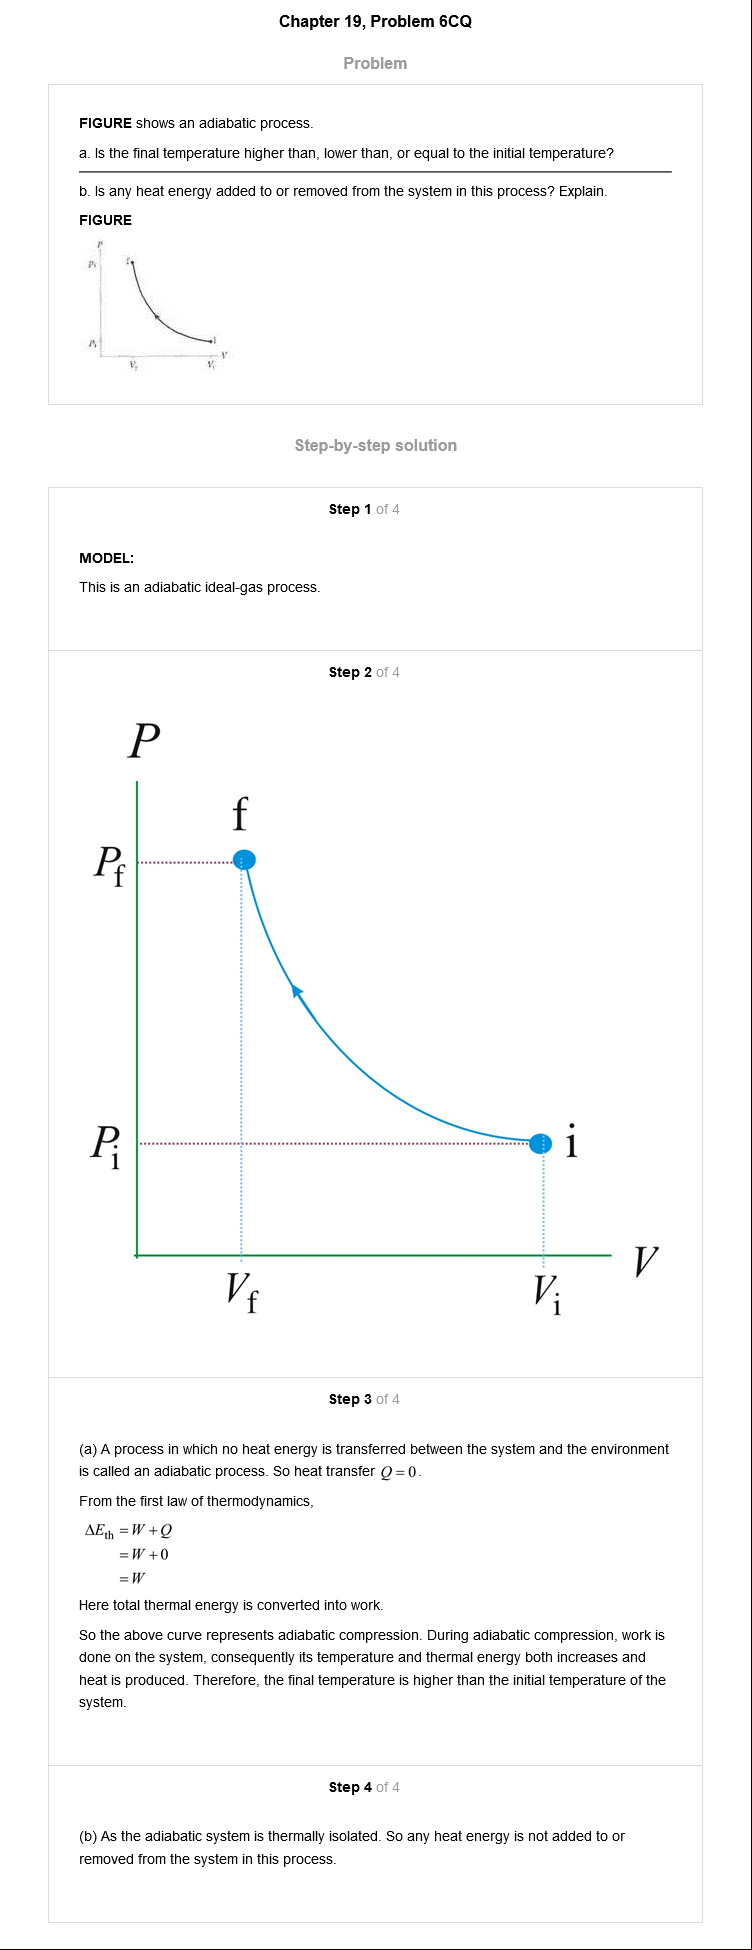 Chapter 19, Problem 6CQ
Problem
FIGURE shows an adiabatic process.
a. Is the final temperature higher than, lower than, or equal to the initial temperature?
b. Is any heat energy added to or removed from the system in this process? Explain.
FIGURE
P
f
i
V
Step-by-step solution
Step 1 of 4
MODEL:
This is an adiabatic ideal-gas process.
Step 2 of 4
P
f
P_f
P_i
i
V
V_f
V_i
Step 3 of 4
(a) A process in which no heat energy is transferred between the system and the environment
is called an adiabatic process. So heat transfer Q = 0.
From the first law of thermodynamics,
ΔE_th = W + Q
= W + 0
= W
Here total thermal energy is converted into work.
So the above curve represents adiabatic compression. During adiabatic compression, work is
done on the system, consequently its temperature and thermal energy both increases and
heat is produced. Therefore, the final temperature is higher than the initial temperature of the
system.
Step 4 of 4
(b) As the adiabatic system is thermally isolated. So any heat energy is not added to or
removed from the system in this process.